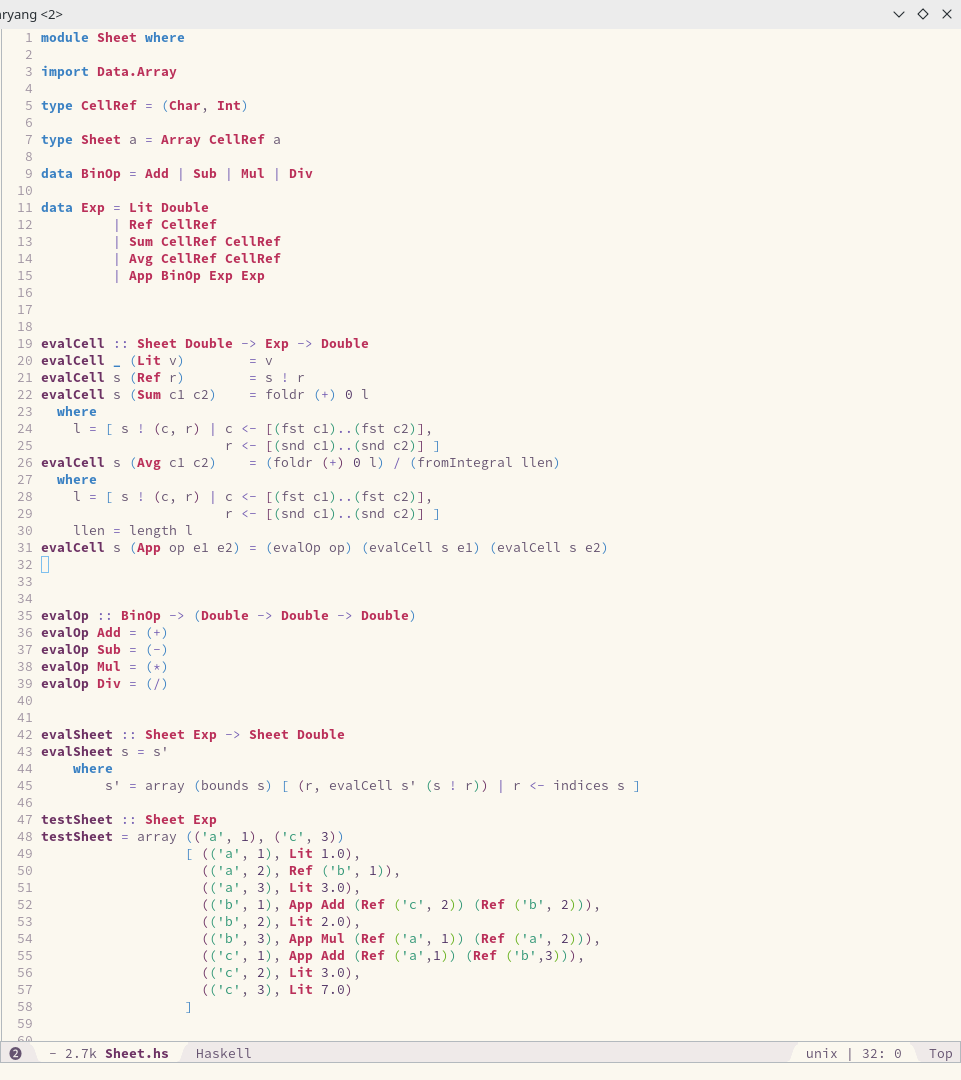 ryang <2>
1 module Sheet where
2
3 import Data.Array
4
5 type CellRef = (Char, Int)
6
7 type Sheet a = Array CellRef a
8
9 data BinOp = Add | Sub | Mul | Div
10
11 data Exp = Lit Double
12          | Ref CellRef
13          | Sum CellRef CellRef
14          | Avg CellRef CellRef
15          | App BinOp Exp Exp
16
17
18
19 evalCell :: Sheet Double -> Exp -> Double
20 evalCell _ (Lit v)        = v
21 evalCell s (Ref r)        = s ! r
22 evalCell s (Sum c1 c2)    = foldr (+) 0 l
23   where
24     l = [ s ! (c, r) | c <- [(fst c1)..(fst c2)],
25                        r <- [(snd c1)..(snd c2)] ]
26 evalCell s (Avg c1 c2)    = (foldr (+) 0 l) / (fromIntegral llen)
27   where
28     l = [ s ! (c, r) | c <- [(fst c1)..(fst c2)],
29                        r <- [(snd c1)..(snd c2)] ]
30     llen = length l
31 evalCell s (App op e1 e2) = (evalOp op) (evalCell s e1) (evalCell s e2)
32
33
34
35 evalOp :: BinOp -> (Double -> Double -> Double)
36 evalOp Add = (+)
37 evalOp Sub = (-)
38 evalOp Mul = (*)
39 evalOp Div = (/)
40
41
42 evalSheet :: Sheet Exp -> Sheet Double
43 evalSheet s = s'
44     where
45         s' = array (bounds s) [ (r, evalCell s' (s ! r)) | r <- indices s ]
46
47 testSheet :: Sheet Exp
48 testSheet = array (('a', 1), ('c', 3))
49                   [ (('a', 1), Lit 1.0),
50                     (('a', 2), Ref ('b', 1)),
51                     (('a', 3), Lit 3.0),
52                     (('b', 1), App Add (Ref ('c', 2)) (Ref ('b', 2))),
53                     (('b', 2), Lit 2.0),
54                     (('b', 3), App Mul (Ref ('a', 1)) (Ref ('a', 2))),
55                     (('c', 1), App Add (Ref ('a',1)) (Ref ('b',3))),
56                     (('c', 2), Lit 3.0),
57                     (('c', 3), Lit 7.0)
58                   ]
59
60
2 - 2.7k Sheet.hs Haskell unix | 32: 0 Top